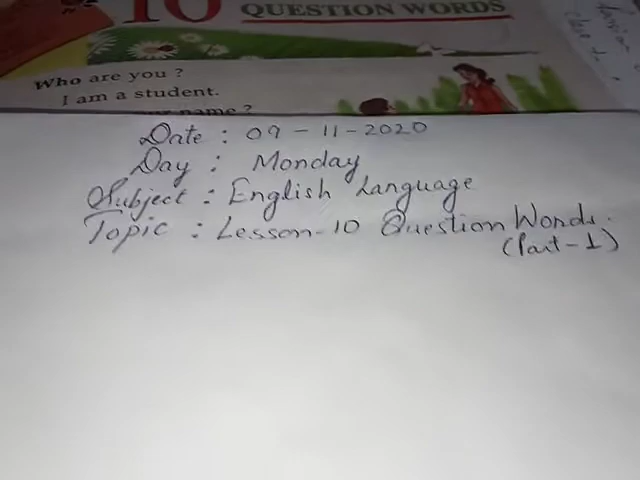 10 QUESTION WORDS
Who are you ?
I am a student.
name ?
Date : 09 - 11 - 2020
Day : Monday
Subject : English Language
Topic : Lesson-10 Question Words.
(Part-1)